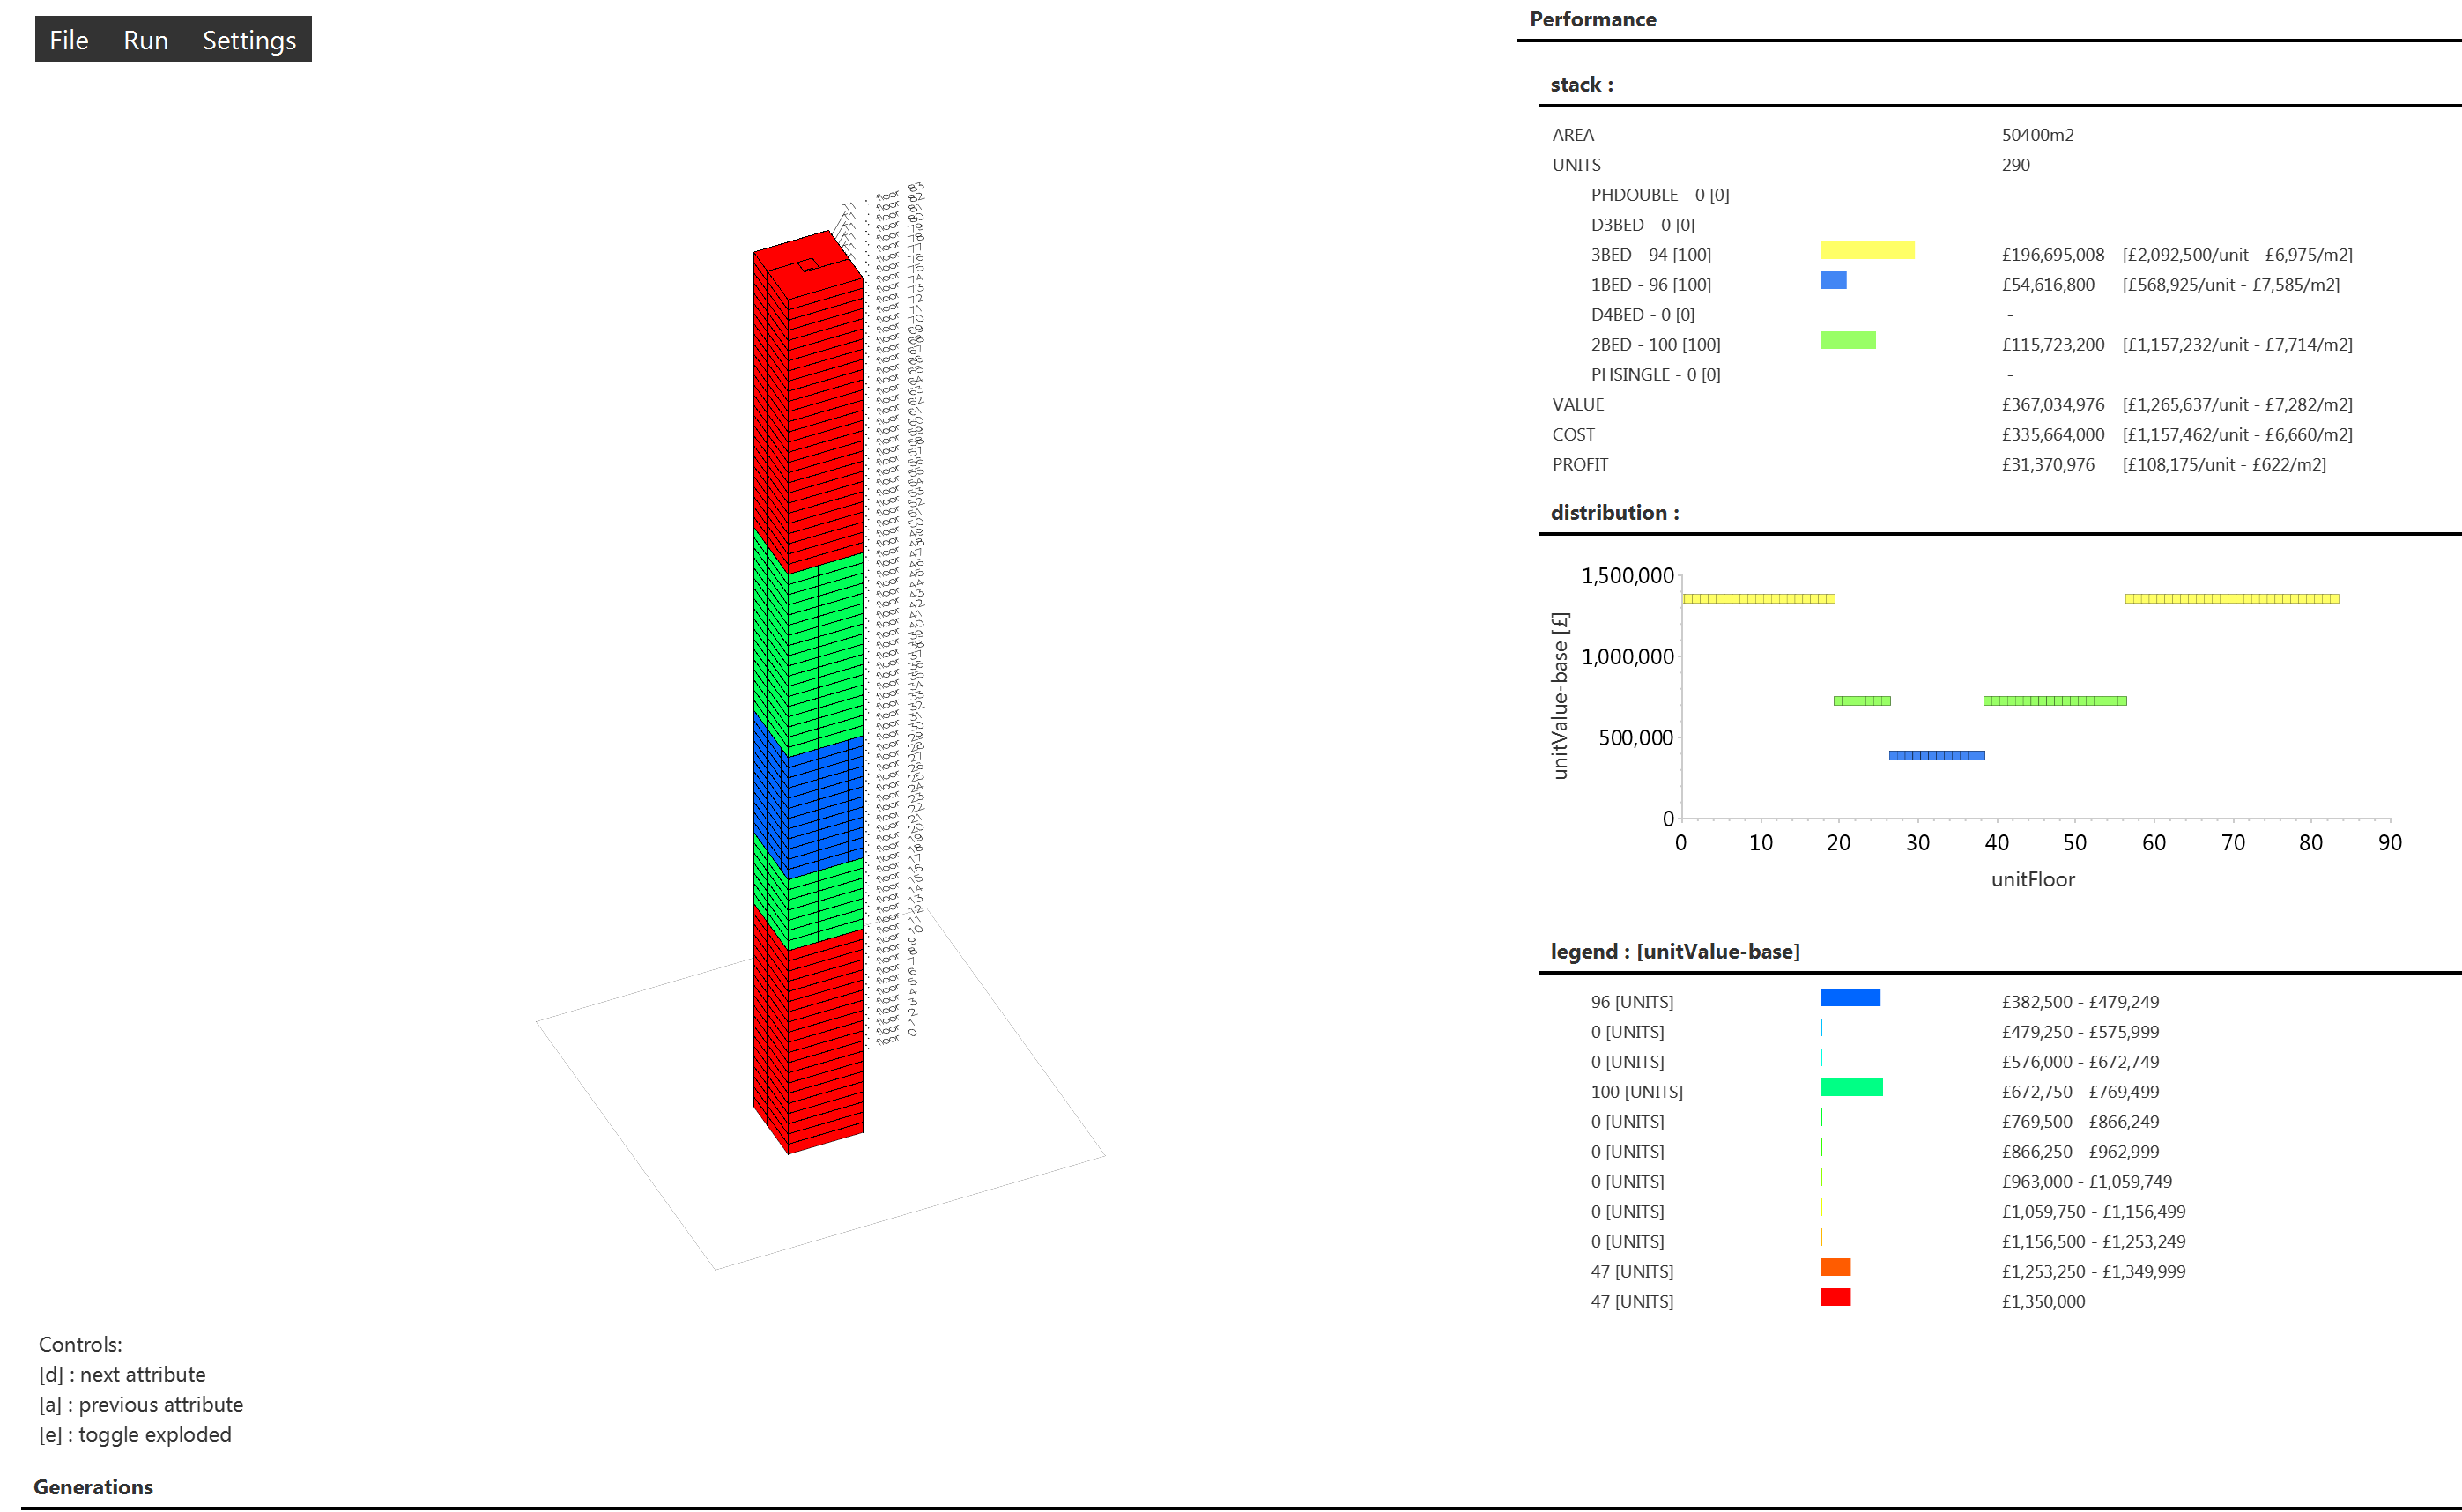 File Run Settings
Performance
stack :
AREA 50400m2
UNITS 290
PHDOUBLE - 0 [0] -
D3BED - 0 [0] -
3BED - 94 [100] £196,695,008 [£2,092,500/unit - £6,975/m2]
1BED - 96 [100] £54,616,800 [£568,925/unit - £7,585/m2]
D4BED - 0 [0] -
2BED - 100 [100] £115,723,200 [£1,157,232/unit - £7,714/m2]
PHSINGLE - 0 [0] -
VALUE £367,034,976 [£1,265,637/unit - £7,282/m2]
COST £335,664,000 [£1,157,462/unit - £6,660/m2]
PROFIT £31,370,976 [£108,175/unit - £622/m2]
distribution :
unitValue-base [£]
1,500,000
1,000,000
500,000
0
0 10 20 30 40 50 60 70 80 90
unitFloor
legend : [unitValue-base]
96 [UNITS] £382,500 - £479,249
0 [UNITS] £479,250 - £575,999
0 [UNITS] £576,000 - £672,749
100 [UNITS] £672,750 - £769,499
0 [UNITS] £769,500 - £866,249
0 [UNITS] £866,250 - £962,999
0 [UNITS] £963,000 - £1,059,749
0 [UNITS] £1,059,750 - £1,156,499
0 [UNITS] £1,156,500 - £1,253,249
47 [UNITS] £1,253,250 - £1,349,999
47 [UNITS] £1,350,000
Controls:
[d] : next attribute
[a] : previous attribute
[e] : toggle exploded
Generations